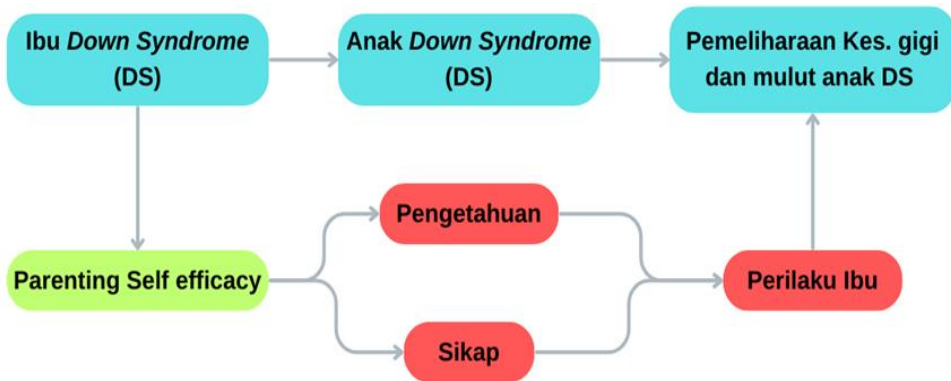 Ibu Down Syndrome
(DS)
Anak Down Syndrome
(DS)
Pemeliharaan Kes. gigi
dan mulut anak DS
Pengetahuan
Parenting Self efficacy
Perilaku Ibu
Sikap